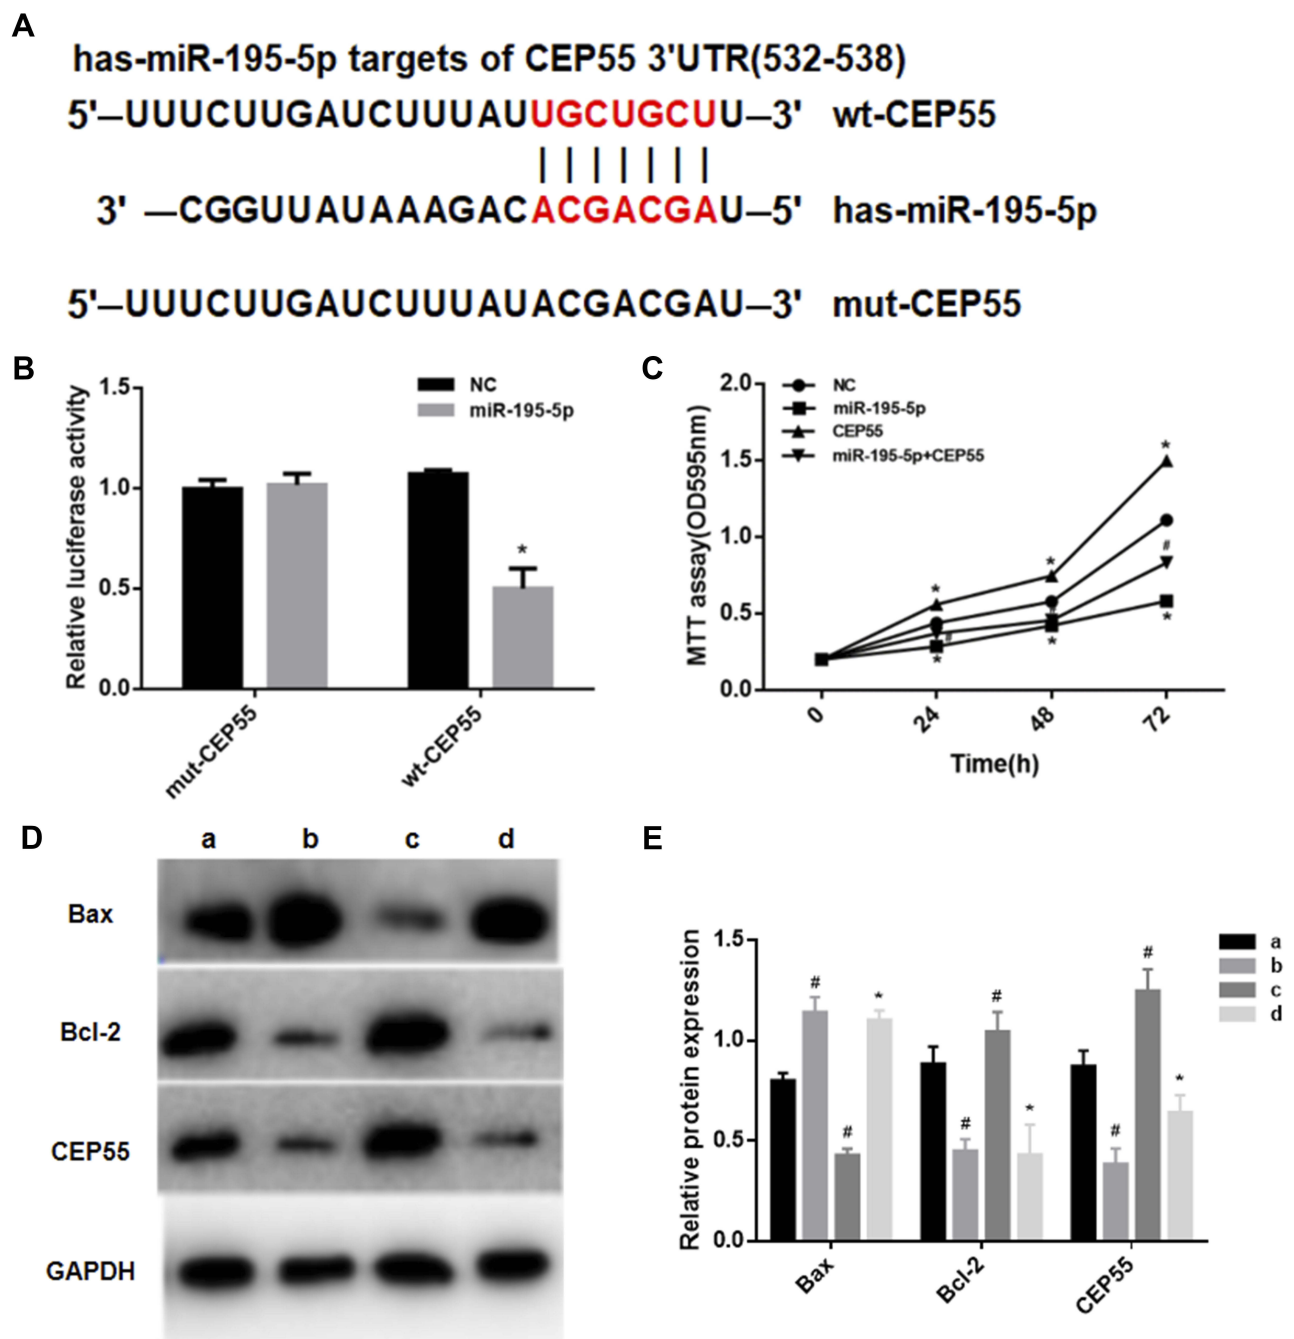 A
has-miR-195-5p targets of CEP55 3'UTR(532-538)
5'—UUUCUUGAUCUUUAUUGCUGCUU—3' wt-CEP55
| | | | | | |
3' —CGGUUAUAAAGACACGACGAU—5' has-miR-195-5p
5'—UUUCUUGAUCUUUAUACGACGAU—3' mut-CEP55
B
Relative luciferase activity
1.5
1.0
0.5
0.0
NC
miR-195-5p
*
mut-CEP55
wt-CEP55
C
MTT assay(OD595nm)
2.0
1.5
1.0
0.5
0.0
NC
miR-195-5p
CEP55
miR-195-5p+CEP55
*
*
*
#
#
*
*
*
0
24
48
72
Time(h)
D
a b c d
Bax
Bcl-2
CEP55
GAPDH
E
Relative protein expression
1.5
1.0
0.5
0.0
a
b
c
d
# # *
# # *
# # *
Bax
Bcl-2
CEP55